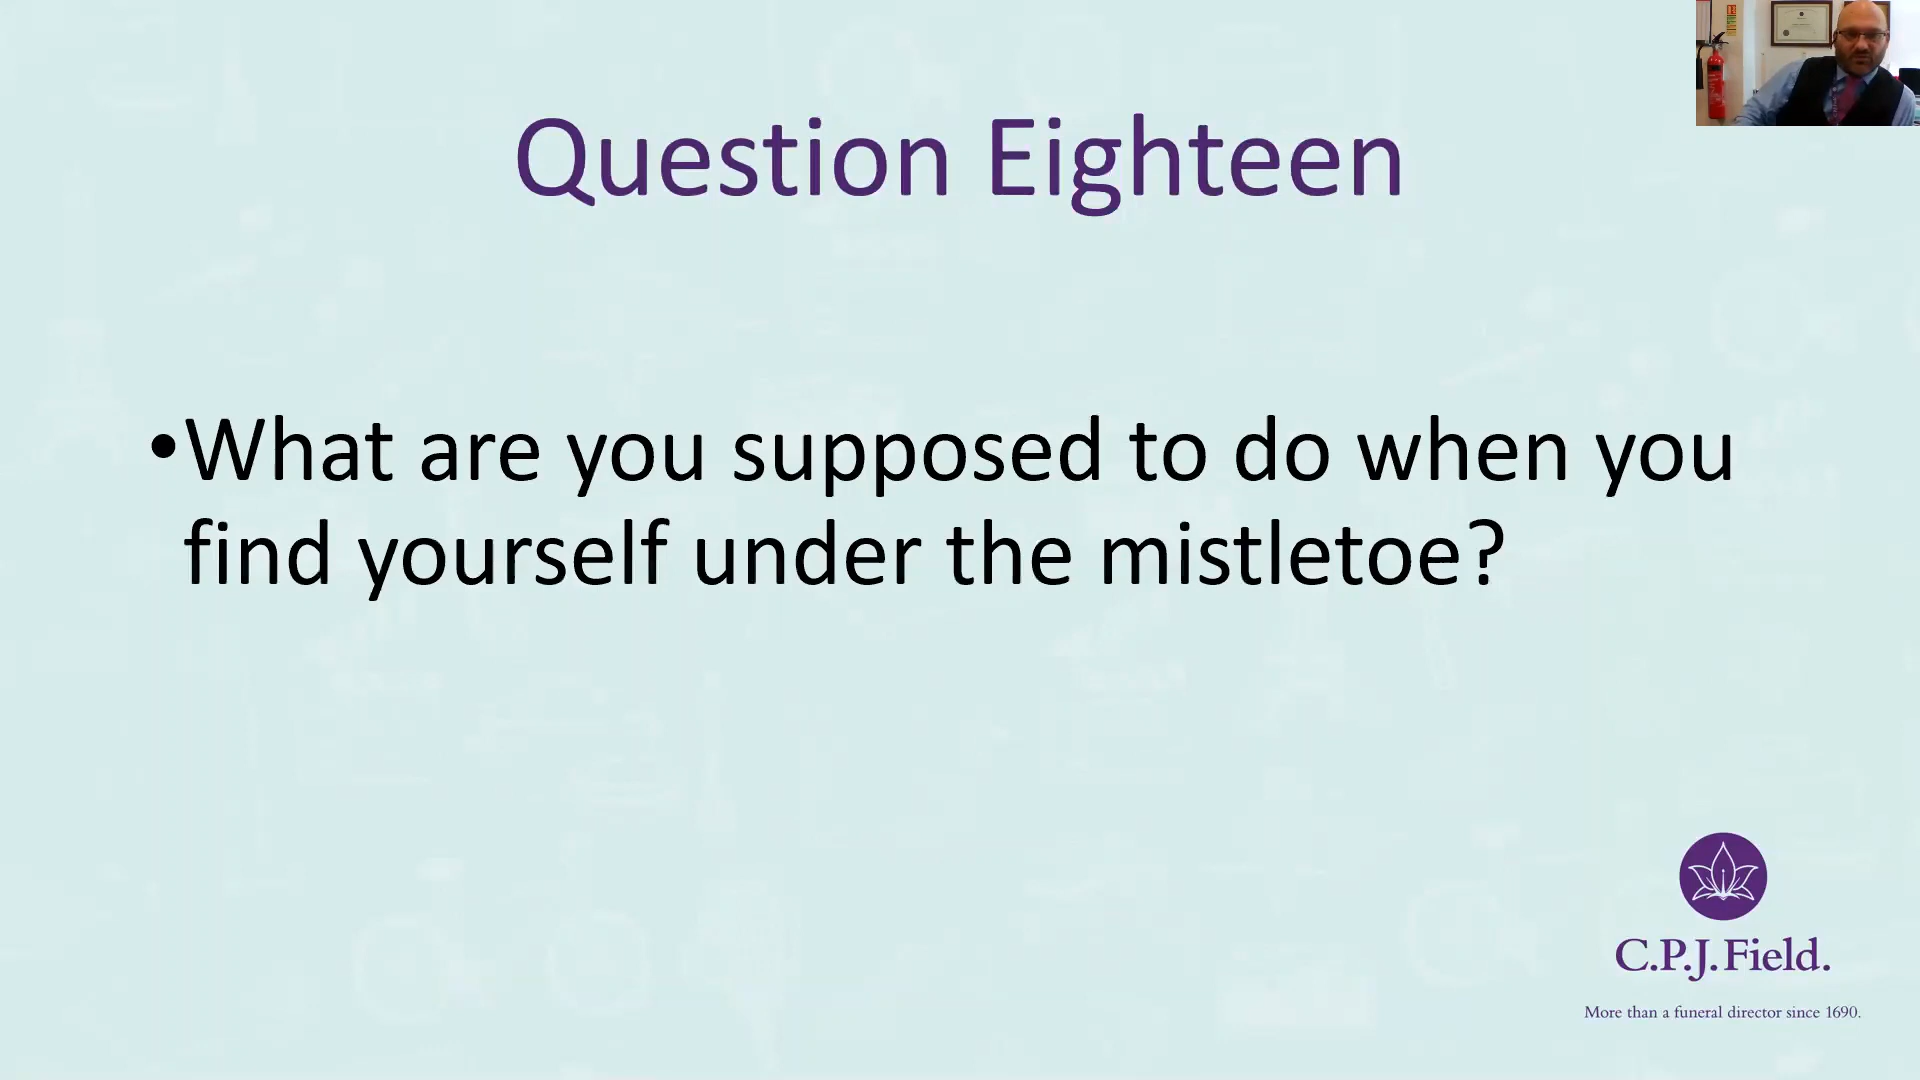 Question Eighteen
•What are you supposed to do when you
find yourself under the mistletoe?
C.P.J. Field.
More than a funeral director since 1690.